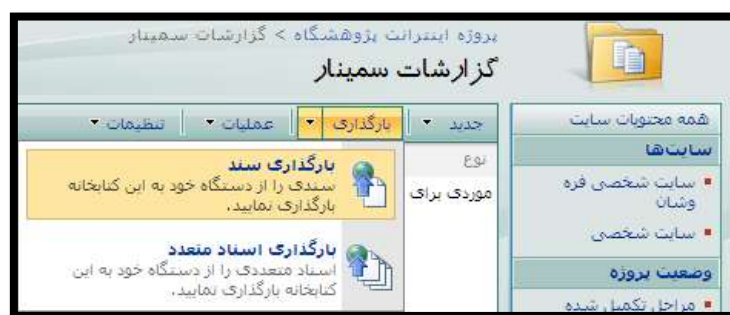 پروژه اینترانت پژوهشگاه > گزارشات سمینار
گزارشات سمینار
همه محتویات سایت
سایت‌ها
سایت شخصی فره وشان
سایت شخصی
وضعیت پروژه
مراحل تکمیل شده
جدید بارگذاری عملیات تنظیمات
نوع
موردی برای
بارگذاری سند
سندی را از دستگاه خود به این کتابخانه
بارگذاری نمایید.
بارگذاری اسناد متعدد
اسناد متعددی را از دستگاه خود به این
کتابخانه بارگذاری نمایید.